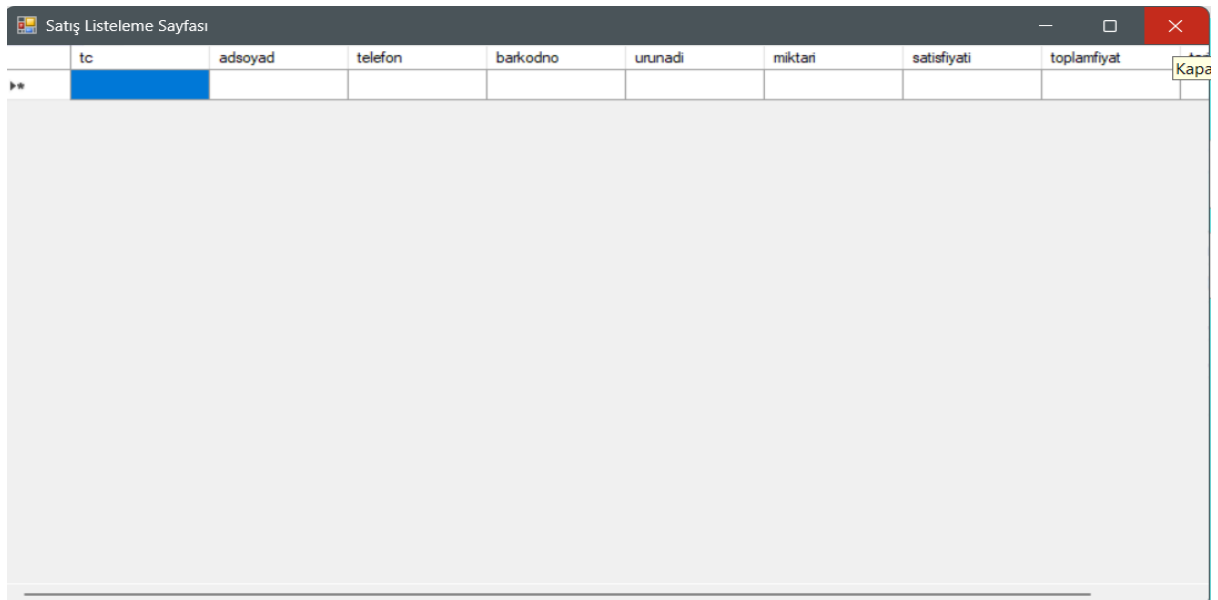 Satış Listeleme Sayfası
tc adsoyad telefon barkodno urunadi miktari satisfiyati toplamfiyat
Kapa